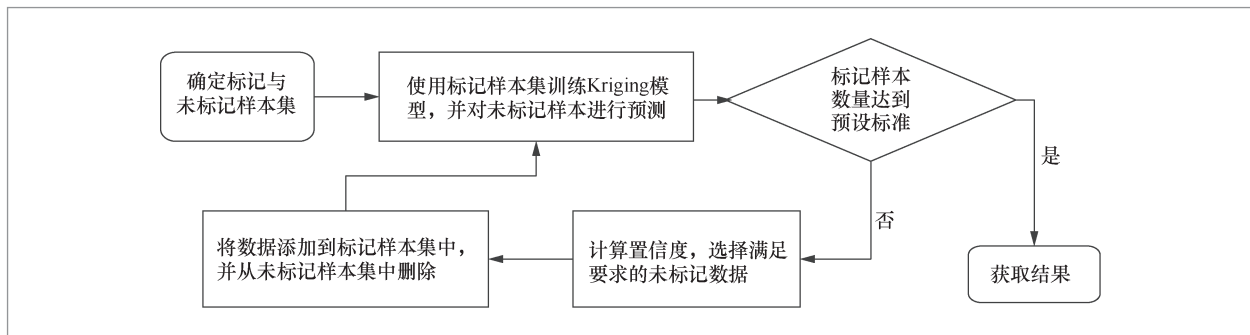 确定标记与
未标记样本集
使用标记样本集训练Kriging模
型，并对未标记样本进行预测
标记样本
数量达到
预设标准
是
否
将数据添加到标记样本集中，
并从未标记样本集中删除
计算置信度，选择满足
要求的未标记数据
获取结果